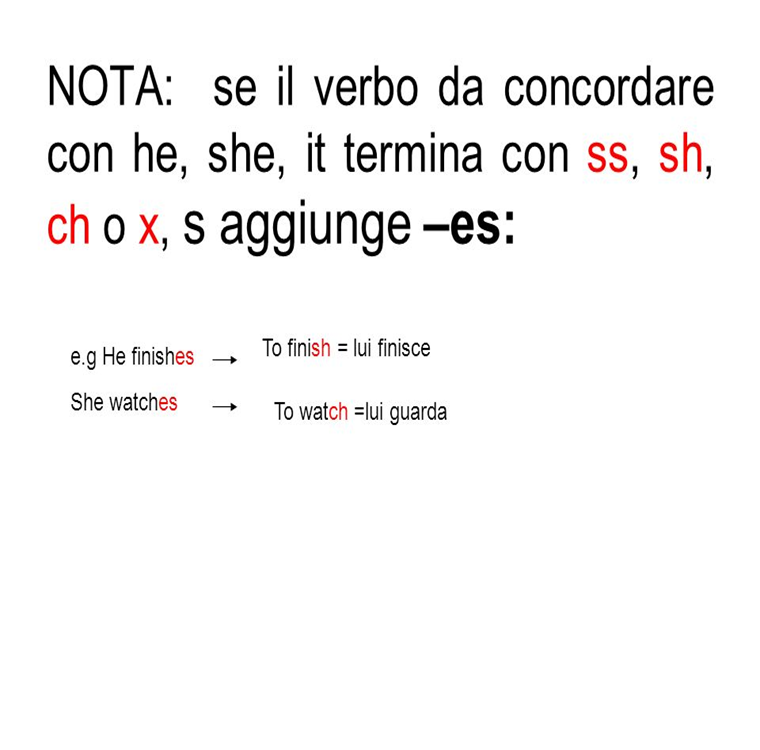 NOTA: se il verbo da concordare
con he, she, it termina con ss, sh,
ch o x, s aggiunge –es:
e.g He finishes → To finish = lui finisce
She watches → To watch =lui guarda